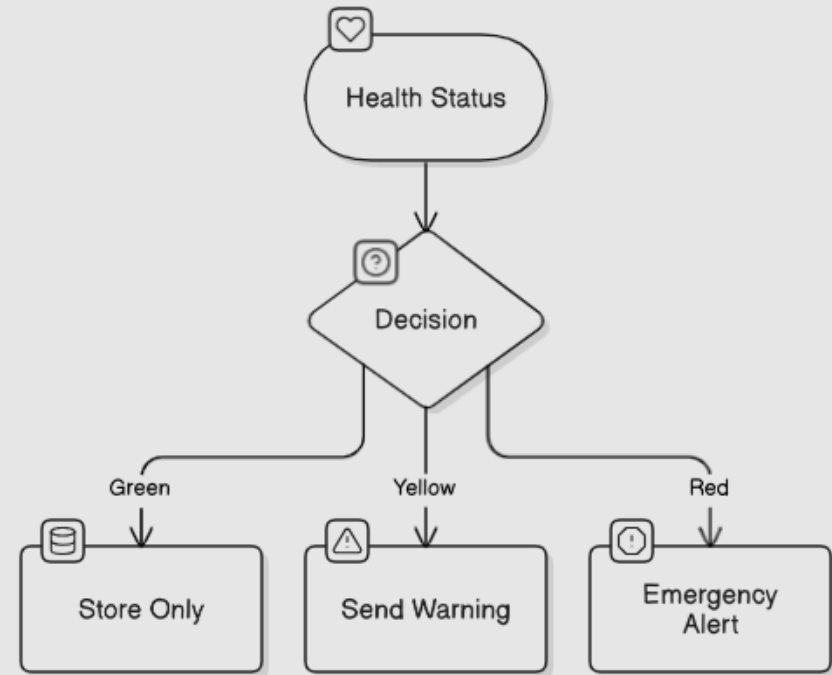 Health Status
Decision
Green
Yellow
Red
Store Only
Send Warning
Emergency
Alert